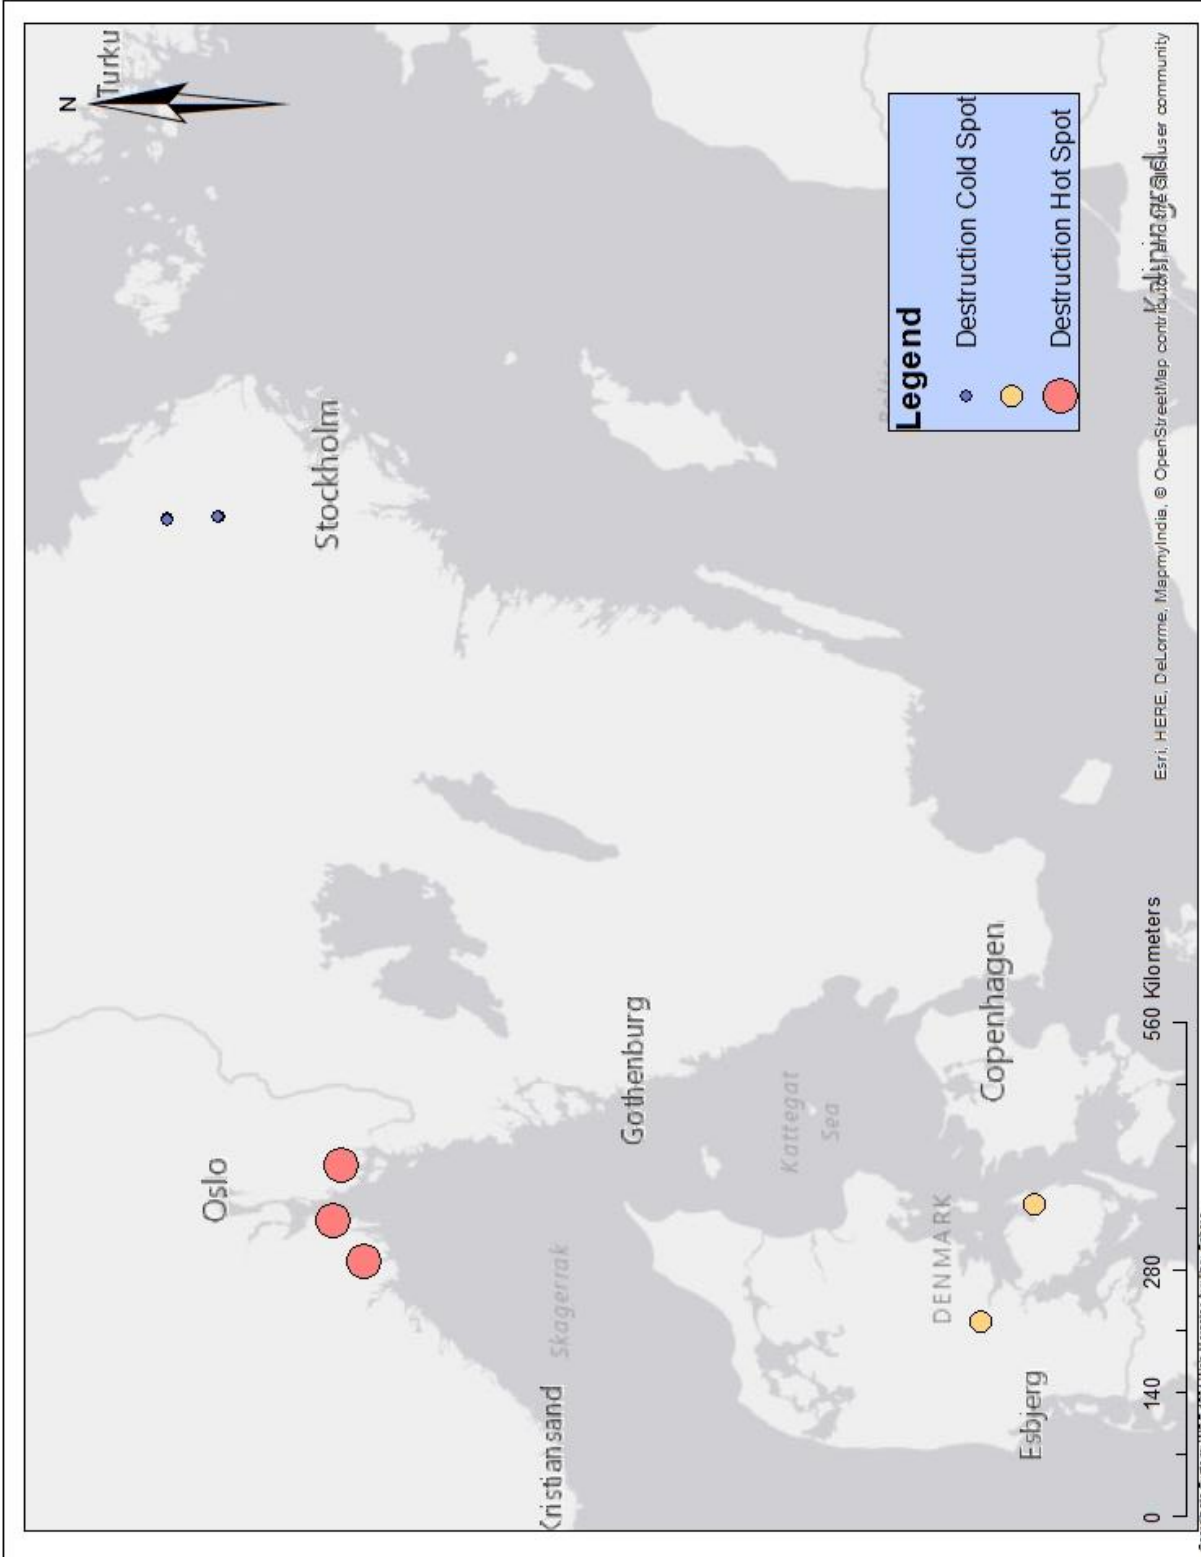 N
Turku
Oslo
Stockholm
Kristiansand
Skagerrak
Gothenburg
Kattegat
Sea
DENMARK
Copenhagen
Esbjerg
Legend
Destruction Cold Spot
Destruction Hot Spot
Kaliningrad
0 140 280 560 Kilometers
Esri, HERE, DeLorme, MapmyIndia, © OpenStreetMap contributors, and the GIS user community